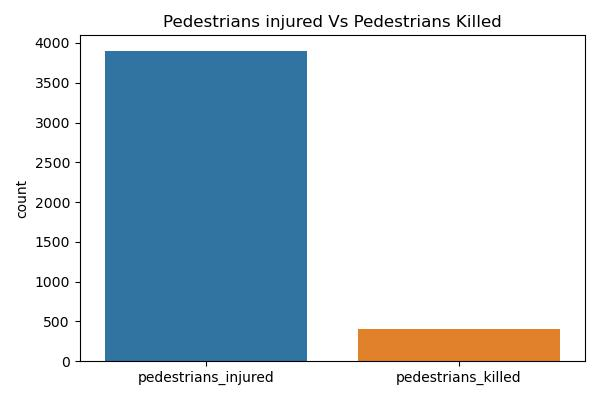 Pedestrians injured Vs Pedestrians Killed
4000
3500
3000
2500
2000
1500
1000
500
0
count
pedestrians_injured
pedestrians_killed